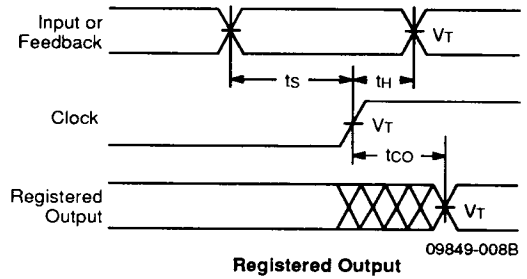 Input or
Feedback
VT
tS
tH
Clock
VT
tCO
Registered
Output
VT
09849-008B
Registered Output